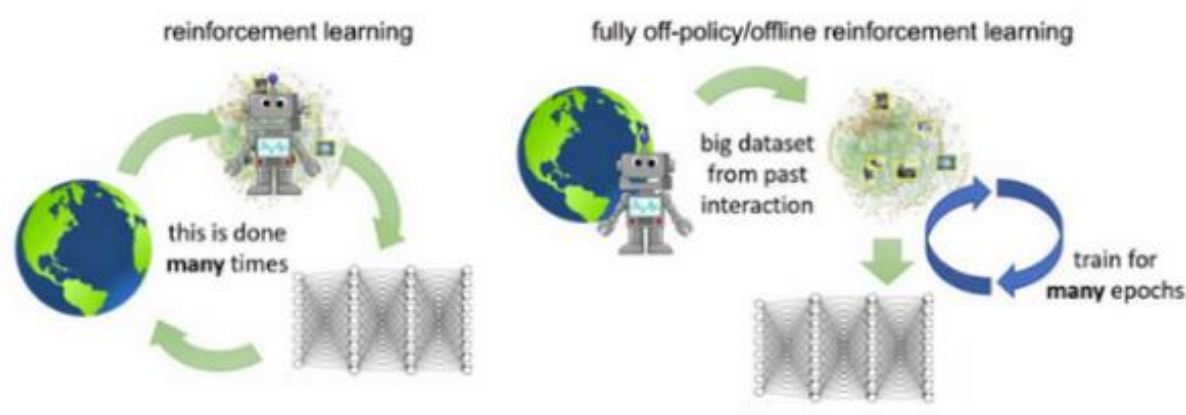 reinforcement learning
this is done
many times
fully off-policy/offline reinforcement learning
big dataset
from past
interaction
train for
many epochs